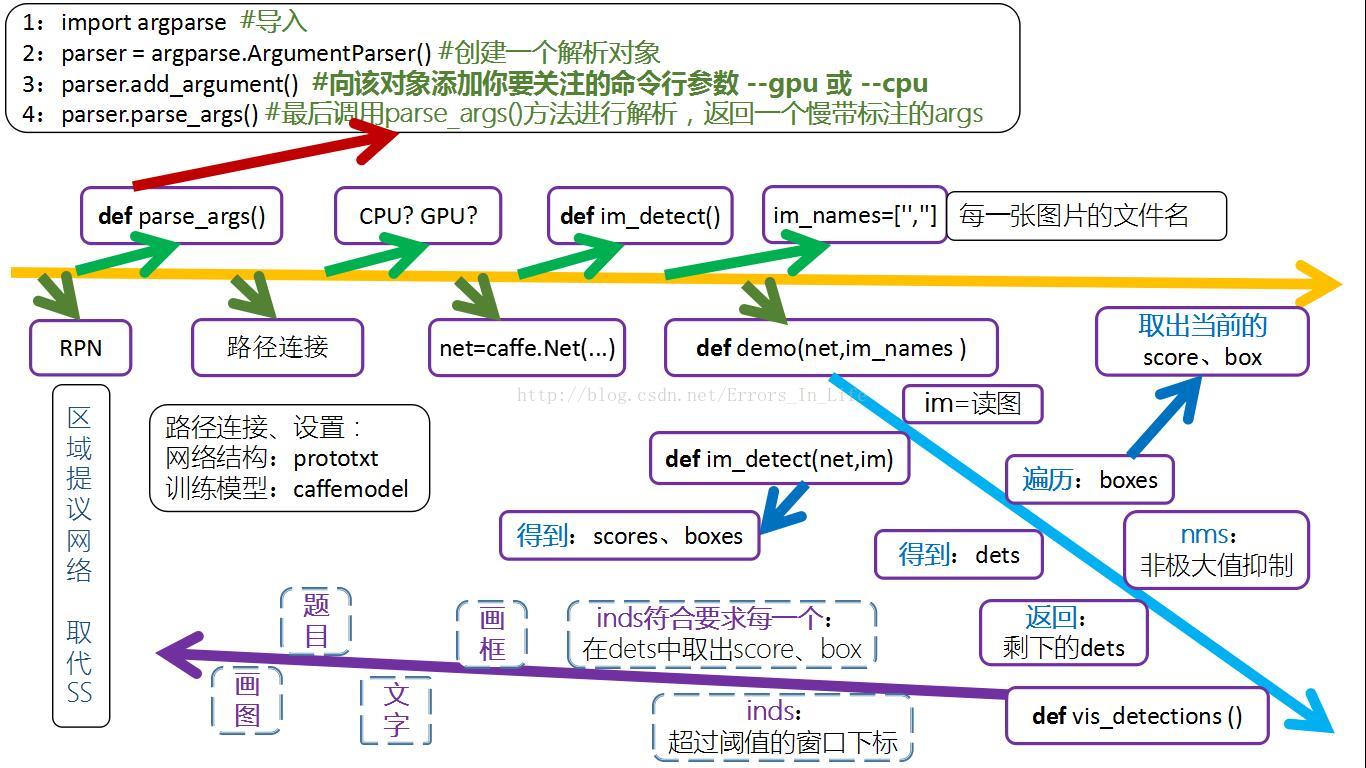 1：import argparse #导入
2：parser = argparse.ArgumentParser() #创建一个解析对象
3：parser.add_argument() #向该对象添加你要关注的命令行参数 --gpu 或 --cpu
4：parser.parse_args() #最后调用parse_args()方法进行解析，返回一个慢带标注的args
def parse_args()
CPU? GPU?
def im_detect()
im_names=['','']
每一张图片的文件名
RPN
路径连接
net=caffe.Net(...)
def demo(net,im_names )
取出当前的
score、box
区
域
提
议
网
络
取
代
SS
路径连接、设置：
网络结构：prototxt
训练模型：caffemodel
http://blog.csdn.net/Errors_In_Life
im=读图
def im_detect(net,im)
遍历：boxes
得到：scores、boxes
得到：dets
nms：
非极大值抑制
返回：
剩下的dets
def vis_detections ()
inds：
超过阈值的窗口下标
inds符合要求每一个：
在dets中取出score、box
画
框
文
字
题
目
画
图